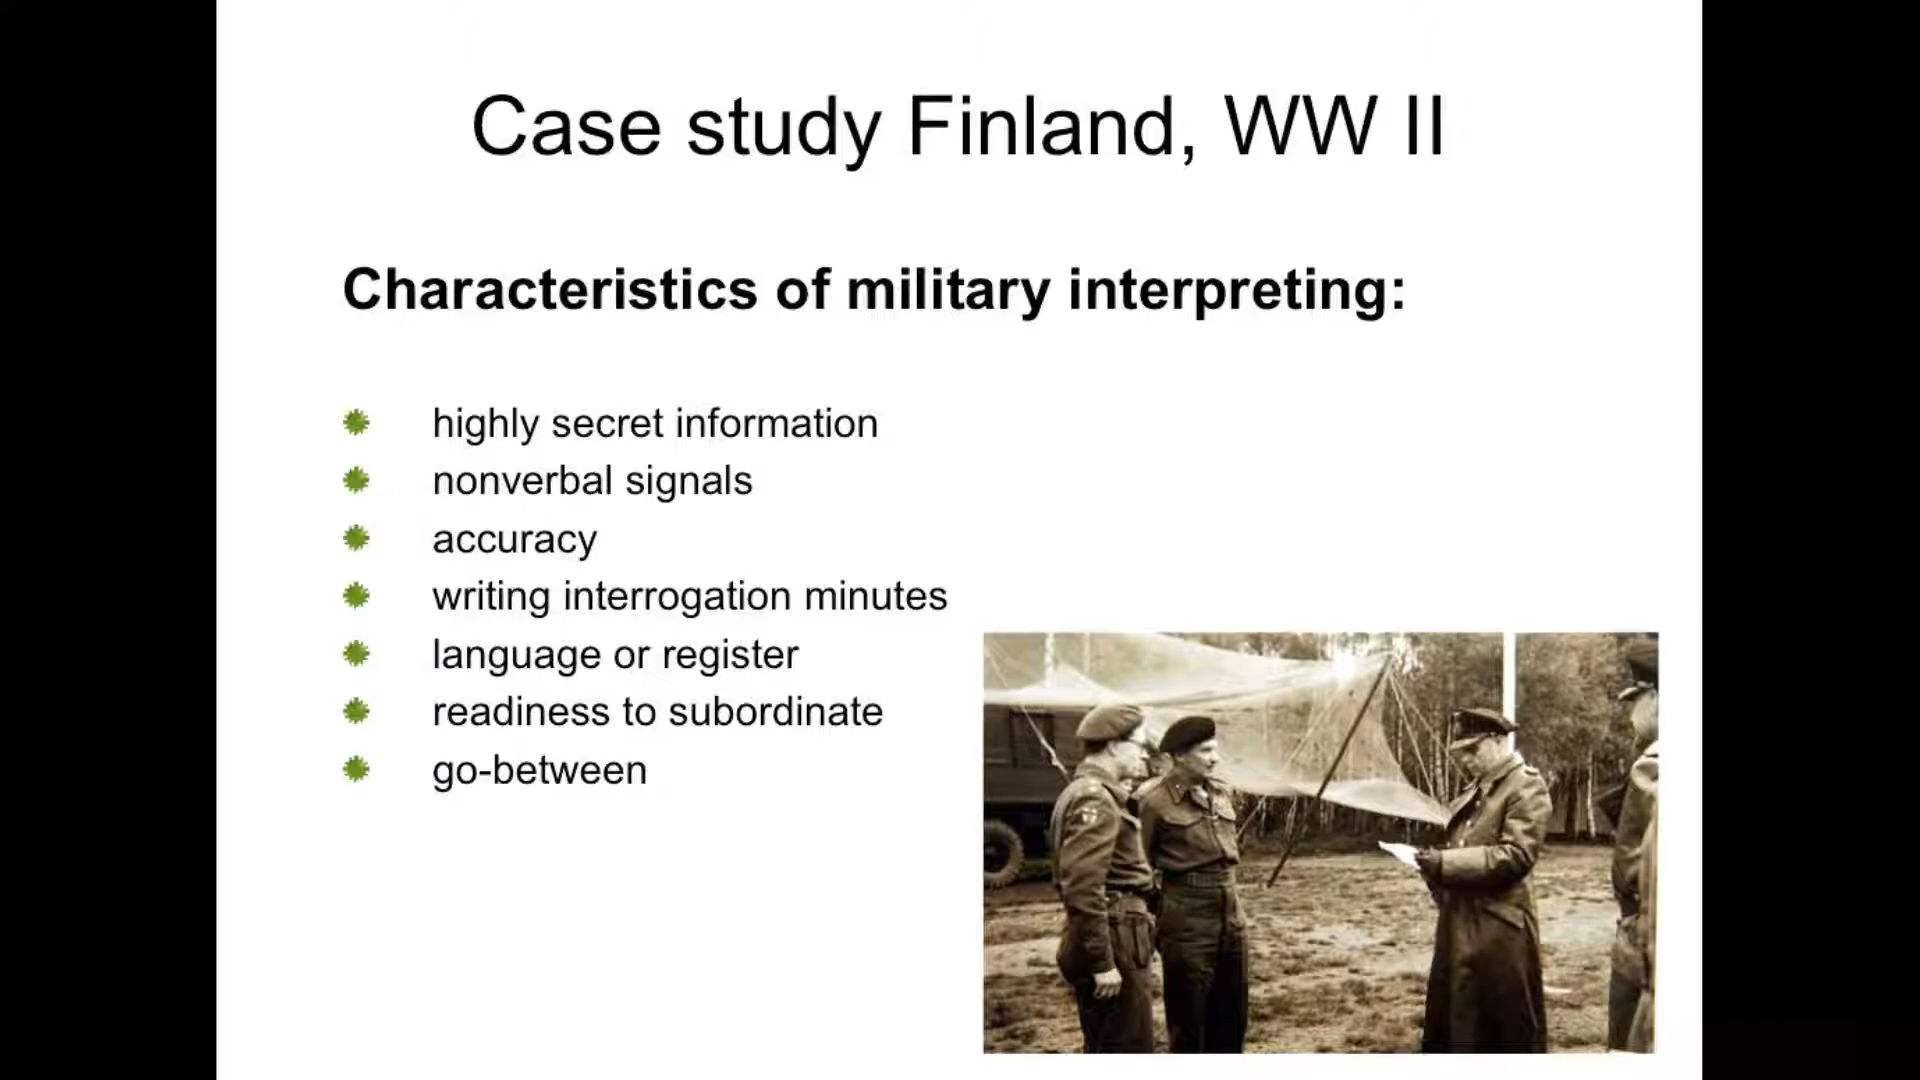 Case study Finland, WW II
Characteristics of military interpreting:
highly secret information
nonverbal signals
accuracy
writing interrogation minutes
language or register
readiness to subordinate
go-between